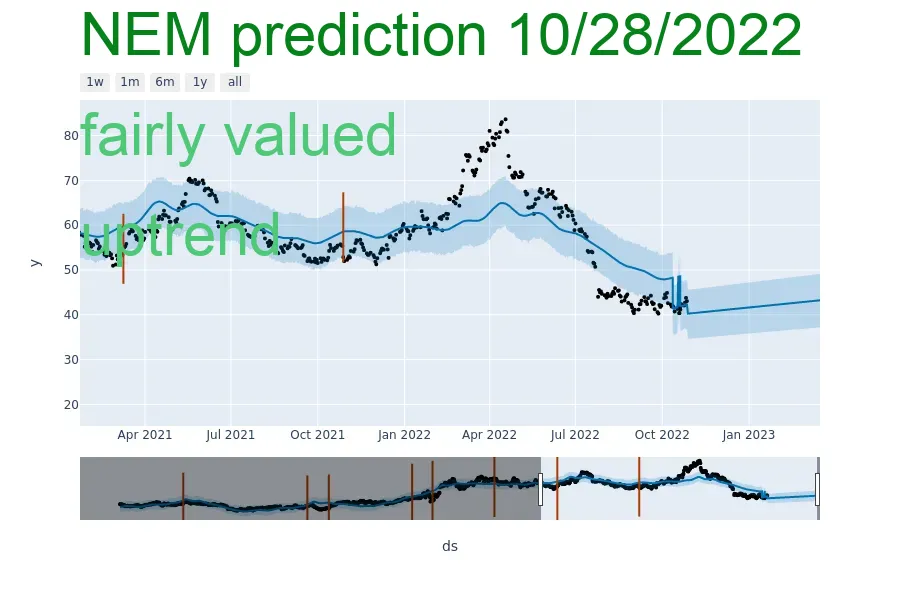 NEM prediction 10/28/2022
1w 1m 6m 1y all
fairly valued
uptrend
80
70
60
50
40
30
20
y
Apr 2021 Jul 2021 Oct 2021 Jan 2022 Apr 2022 Jul 2022 Oct 2022 Jan 2023
ds